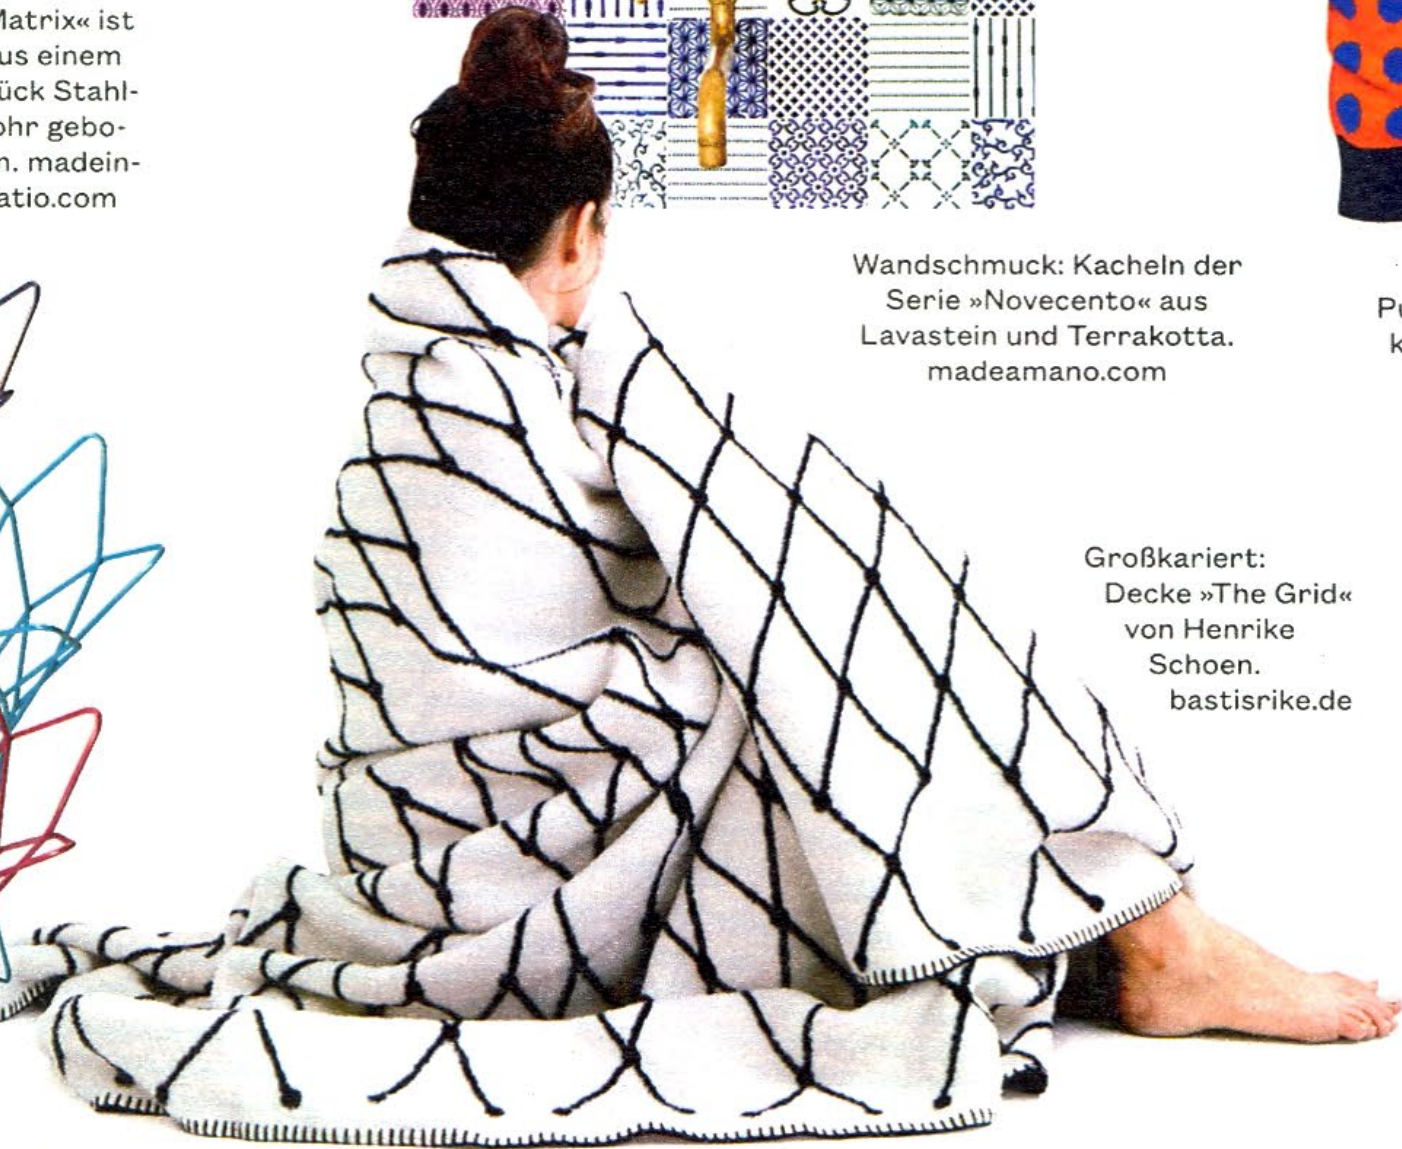 Matrix« ist
us einem
ück Stahl-
ohr gebo-
n. madein-
atio.com
Wandschmuck: Kacheln der
Serie »Novecento« aus
Lavastein und Terrakotta.
madeamano.com
Großkariert:
Decke »The Grid«
von Henrike
Schoen.
bastisrike.de